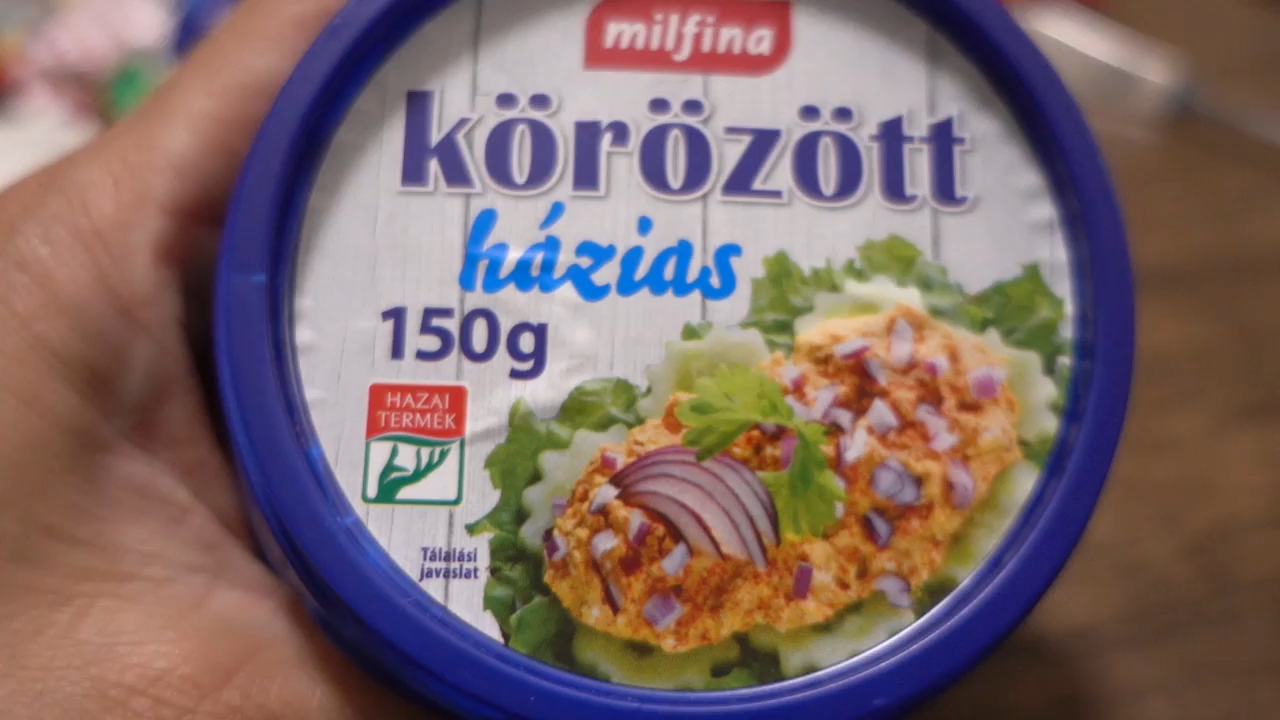 milfina
körözött
házias
150g
HAZAI
TERMÉK
Tálalási
javaslat